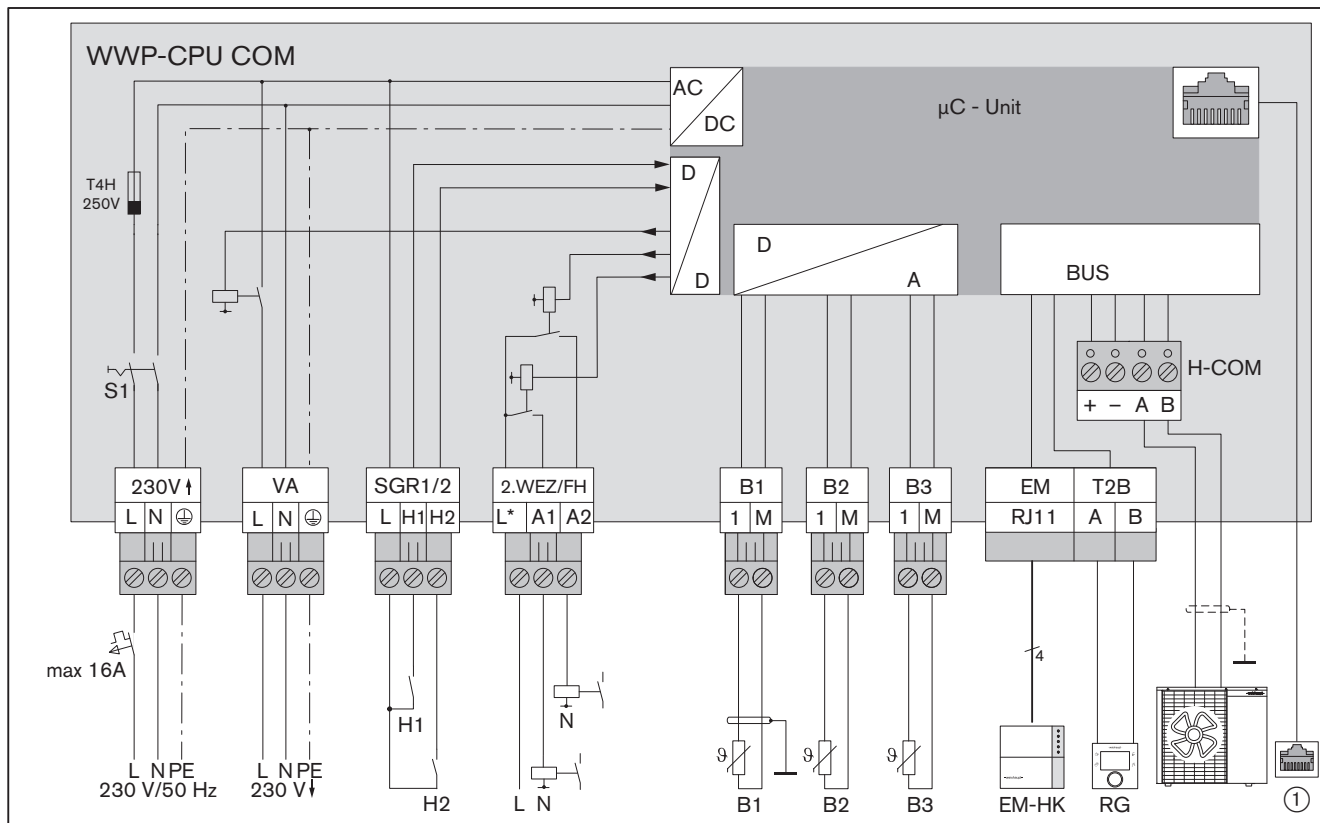 WWP-CPU COM
AC
DC
µC - Unit
T4H
250V
D
D
D
A
BUS
S1
H-COM
+ − A B
230V
L N
VA
L N
SGR1/2
L H1 H2
2.WEZ/FH
L* A1 A2
B1
1 M
B2
1 M
B3
1 M
EM
RJ11
T2B
A B
max 16A
4
H1
N
ϑ
ϑ
ϑ
L N PE
230 V/50 Hz
L N PE
230 V
H2
L N
B1
B2
B3
EM-HK
RG
1